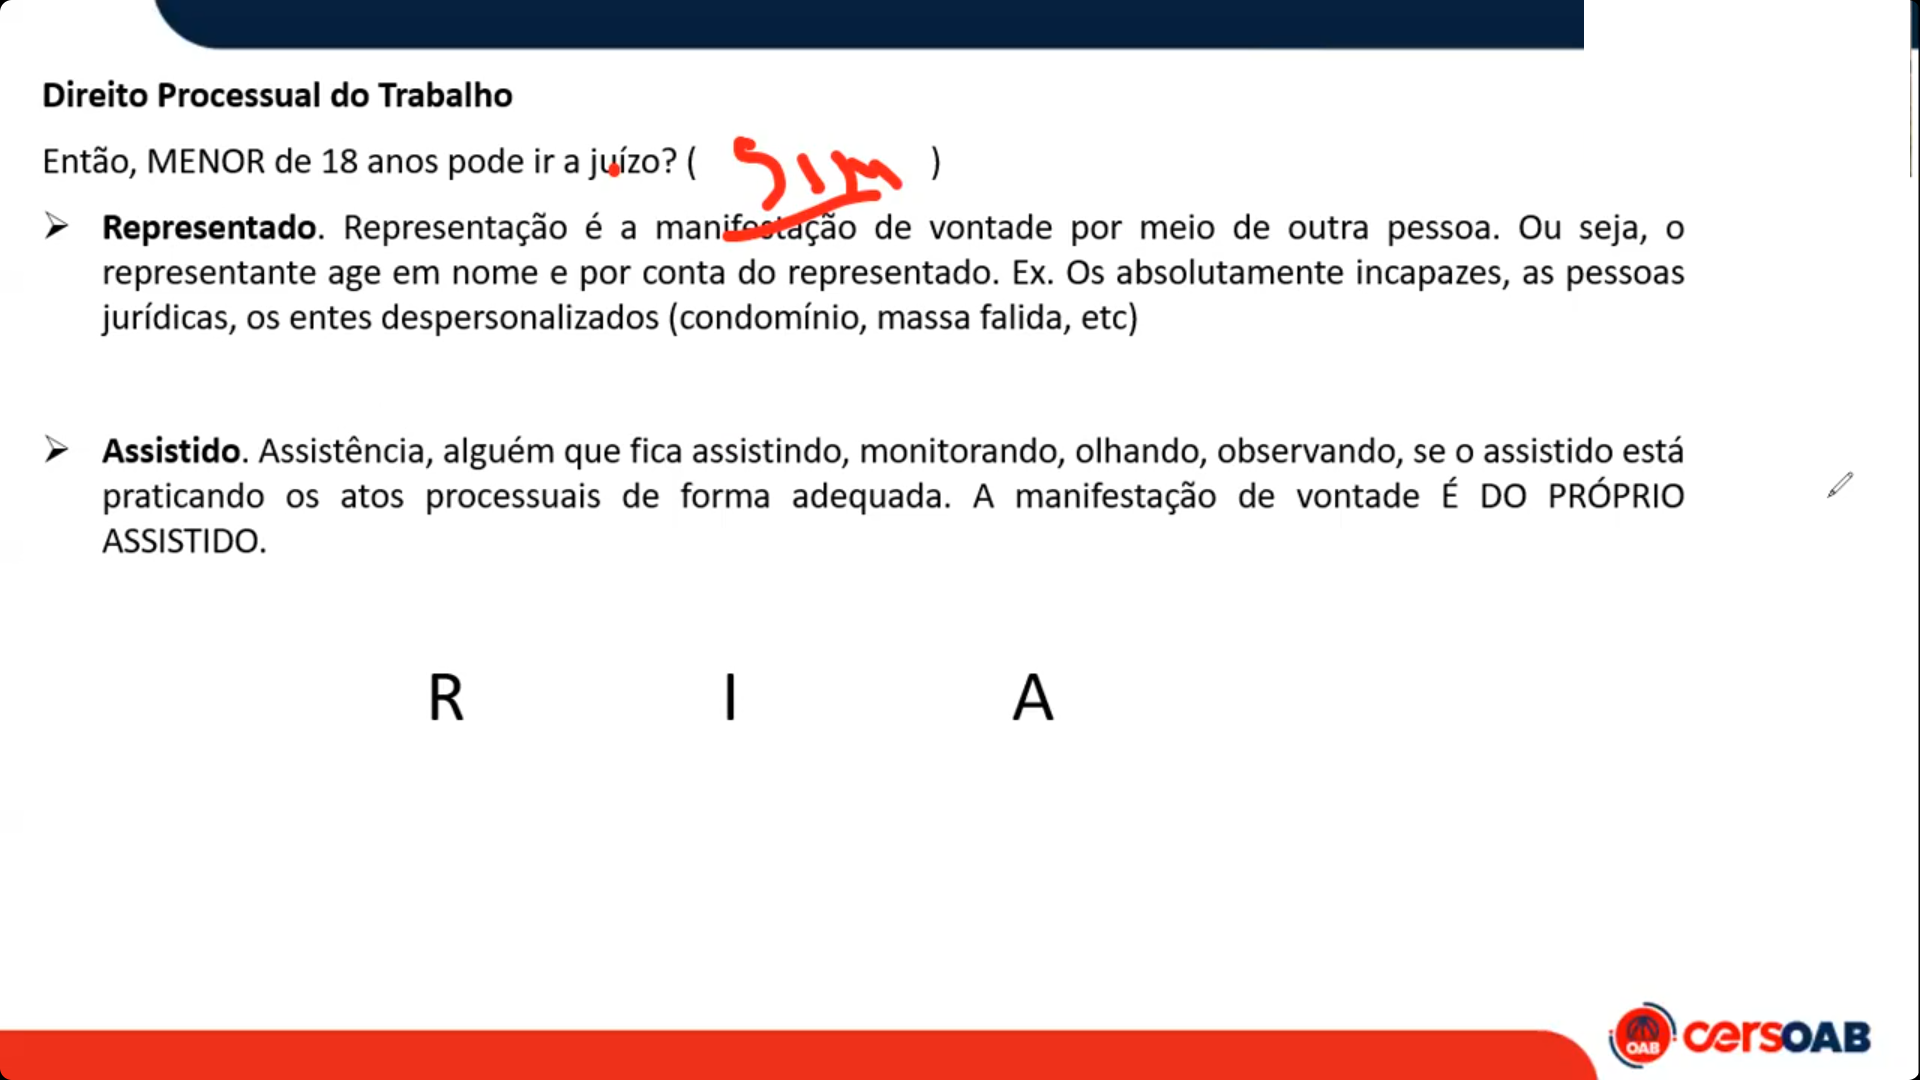 Direito Processual do Trabalho
Então, MENOR de 18 anos pode ir a juízo? ( SIM )
➢ Representado. Representação é a manifestação de vontade por meio de outra pessoa. Ou seja, o
representante age em nome e por conta do representado. Ex. Os absolutamente incapazes, as pessoas
jurídicas, os entes despersonalizados (condomínio, massa falida, etc)
➢ Assistido. Assistência, alguém que fica assistindo, monitorando, olhando, observando, se o assistido está
praticando os atos processuais de forma adequada. A manifestação de vontade É DO PRÓPRIO
ASSISTIDO.
R I A
OAB cersOAB